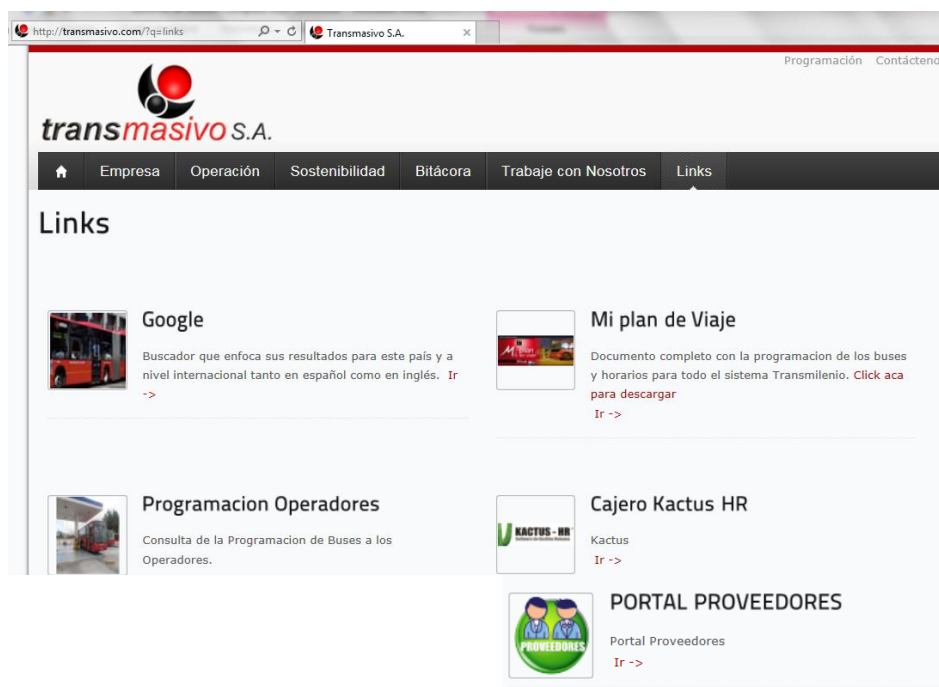 http://transmasivo.com/?q=links
Transmasivo S.A.
Programación Contácteno
transmasivo S.A.
Empresa Operación Sostenibilidad Bitácora Trabaje con Nosotros Links
Links
Google
Buscador que enfoca sus resultados para este país y a
nivel internacional tanto en español como en inglés. Ir
->
Mi plan de Viaje
Documento completo con la programacion de los buses
y horarios para todo el sistema Transmilenio. Click aca
para descargar
Ir ->
Programacion Operadores
Consulta de la Programacion de Buses a los
Operadores.
KACTUS - HR
Cajero Kactus HR
Kactus
Ir ->
PROVEEDORES
PORTAL PROVEEDORES
Portal Proveedores
Ir ->